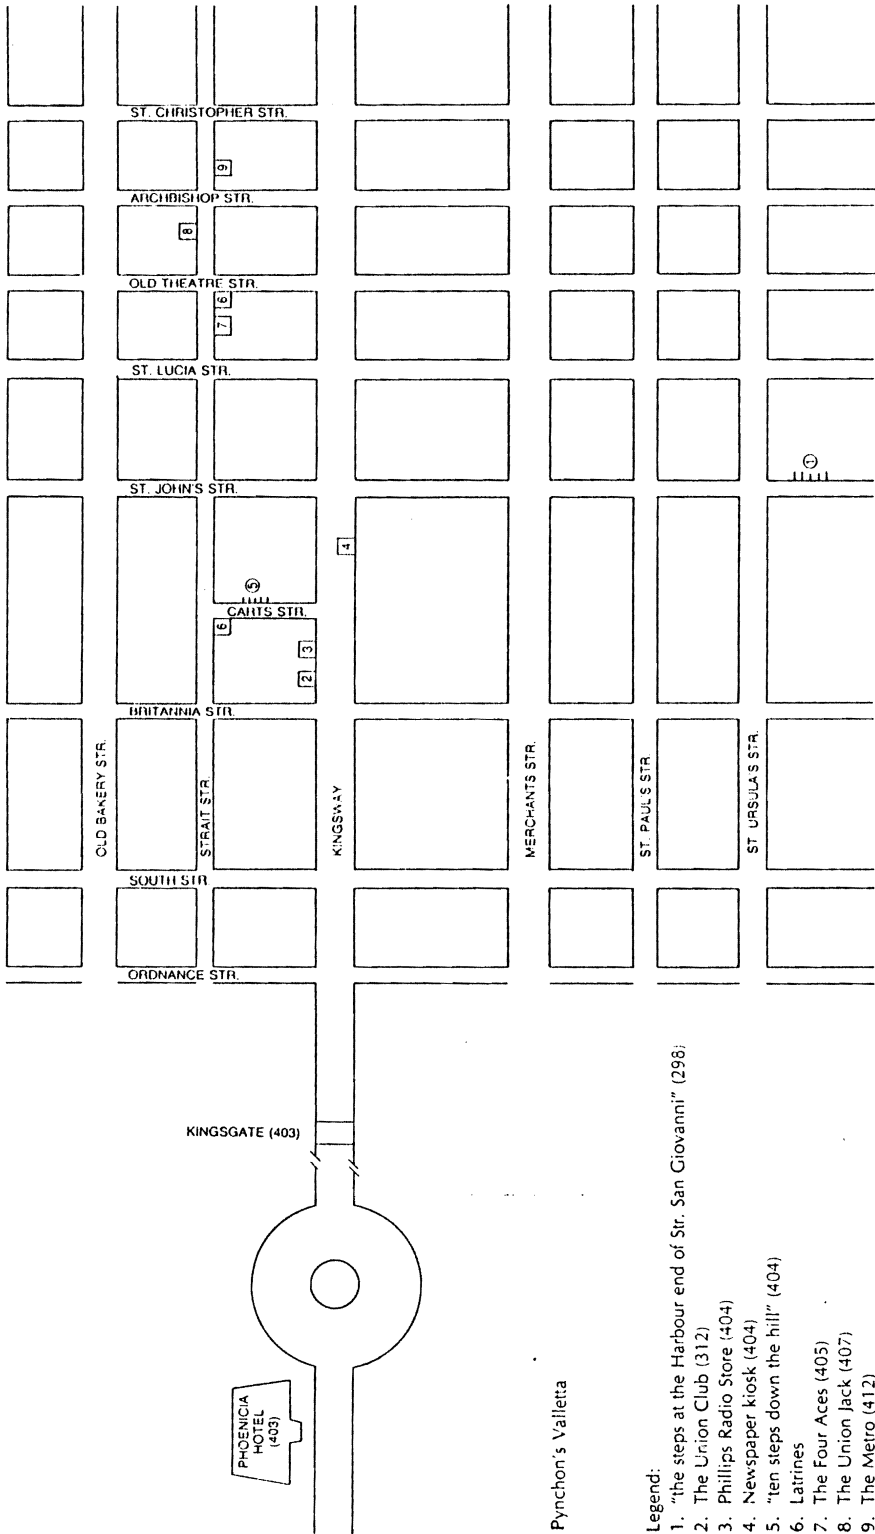 ST. CHRISTOPHER STR.
9
ARCHBISHOP STR.
8
OLD THEATRE STR.
6
7
ST. LUCIA STR.
1
ST. JOHN'S STR.
4
5
CARTS STR.
6
3
2
BRITANNIA STR.
OLD BAKERY STR.
STRAIT STR.
KINGSWAY
MERCHANTS STR.
ST. PAUL'S STR.
ST URSULA'S STR.
SOUTH STR.
ORDNANCE STR.
KINGSGATE (403)
PHOENICIA
HOTEL
(403)
Pynchon's Valletta
Legend:
1. "the steps at the Harbour end of Str. San Giovanni" (298)
2. The Union Club (312)
3. Phillips Radio Store (404)
4. Newspaper kiosk (404)
5. "ten steps down the hill" (404)
6. Latrines
7. The Four Aces (405)
8. The Union Jack (407)
9. The Metro (412)